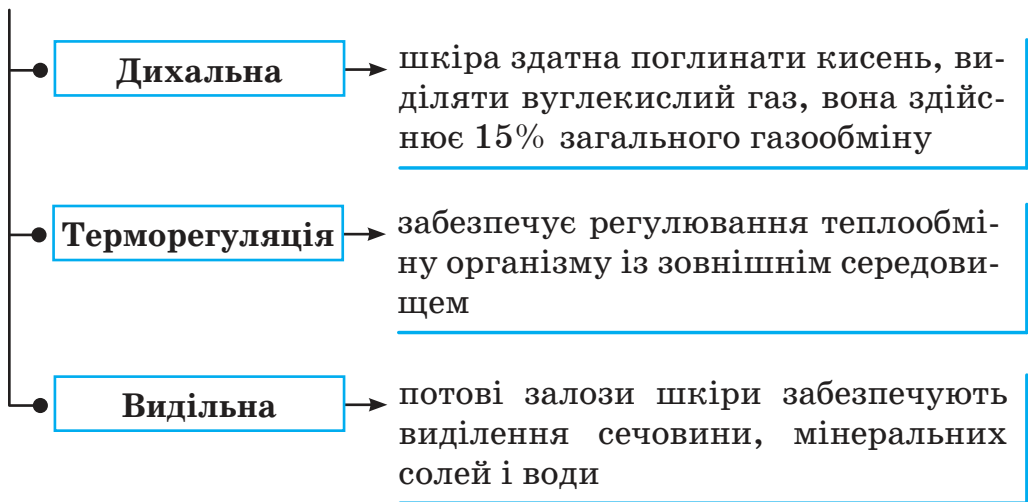 Дихальна
шкіра здатна поглинати кисень, ви-
діляти вуглекислий газ, вона здійс-
нює 15% загального газообміну
Терморегуляція
забезпечує регулювання теплообмі-
ну організму із зовнішнім середови-
щем
Видільна
потові залози шкіри забезпечують
виділення сечовини, мінеральних
солей і води